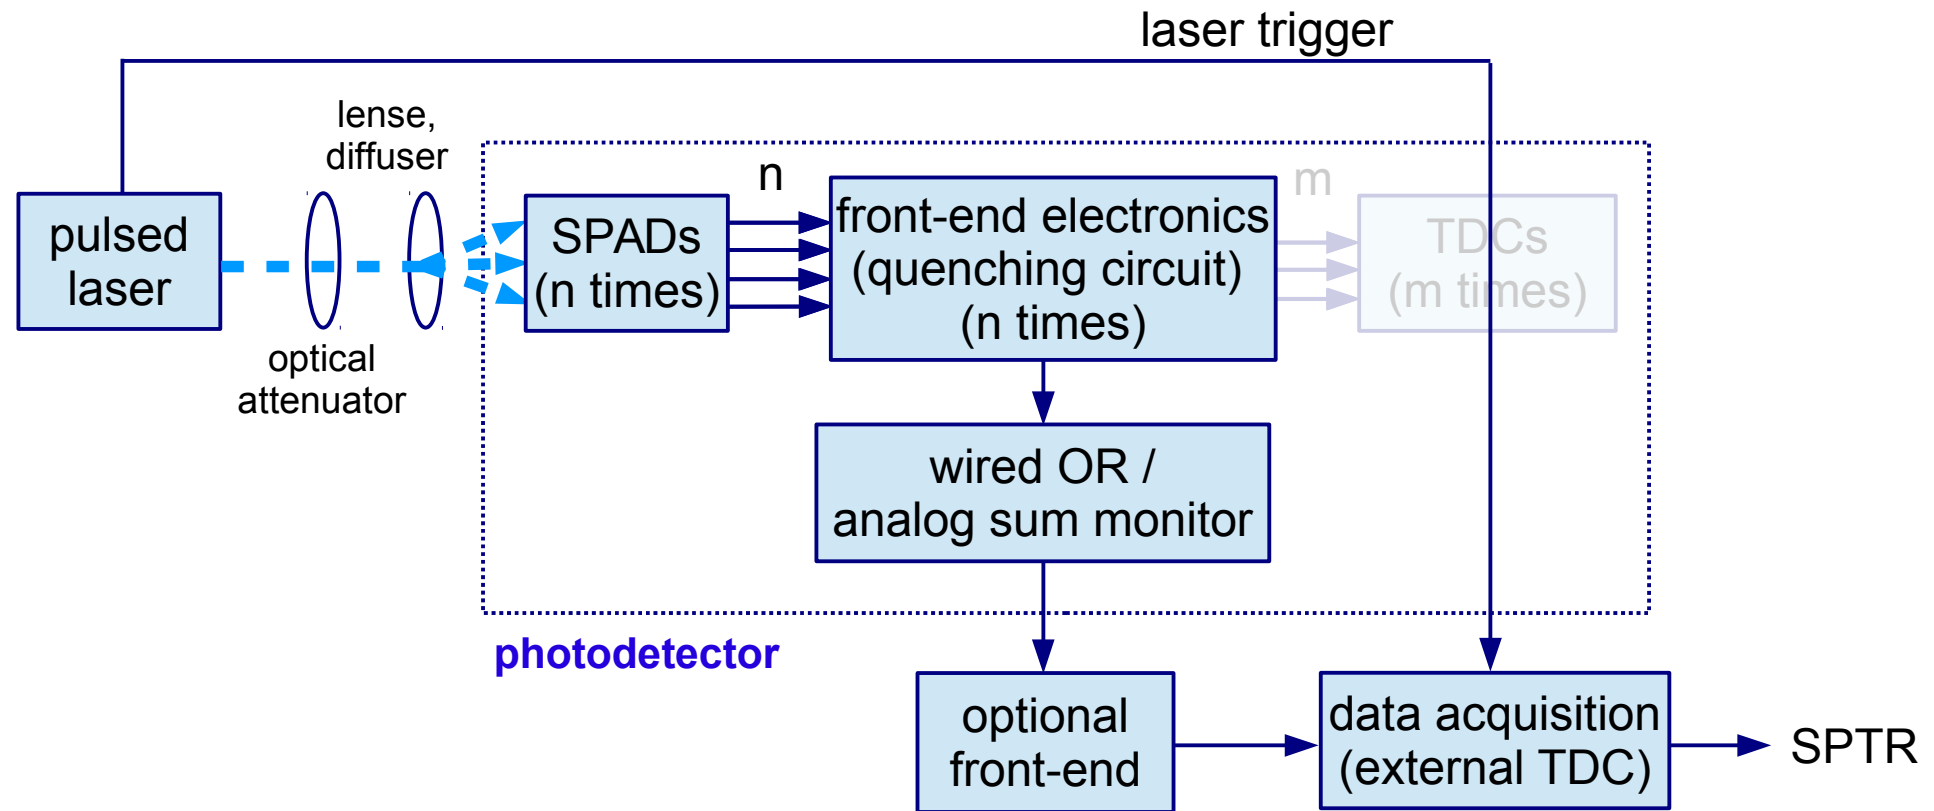 laser trigger
lense,
diffuser
pulsed
laser
optical
attenuator
SPADs
(n times)
n
front-end electronics
(quenching circuit)
(n times)
m
TDCs
(m times)
wired OR /
analog sum monitor
photodetector
optional
front-end
data acquisition
(external TDC)
SPTR